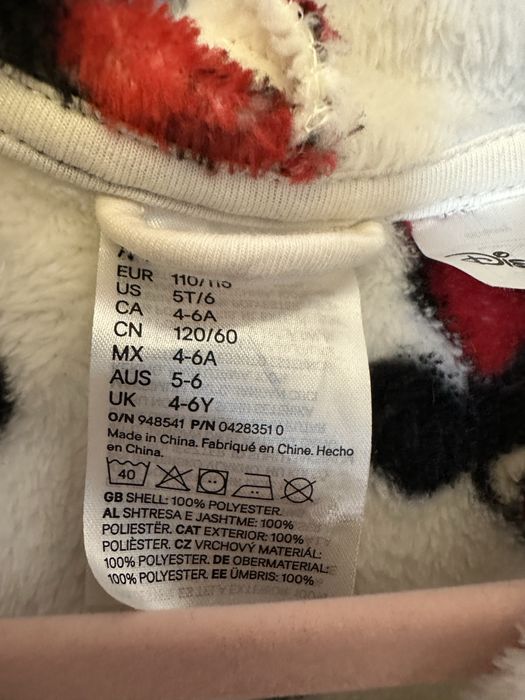 EUR 110/116
US 5T/6
CA 4-6A
CN 120/60
MX 4-6A
AUS 5-6
UK 4-6Y
O/N 948541 P/N 04283510
Made in China. Fabriqué en Chine. Hecho
en China.
40
GB SHELL: 100% POLYESTER.
AL SHTRESA E JASHTME: 100%
POLIESTËR. CAT EXTERIOR: 100%
POLIÈSTER. CZ VRCHOVÝ MATERIÁL:
100% POLYESTER. DE OBERMATERIAL:
100% POLYESTER. EE ÜMBRIS: 100%